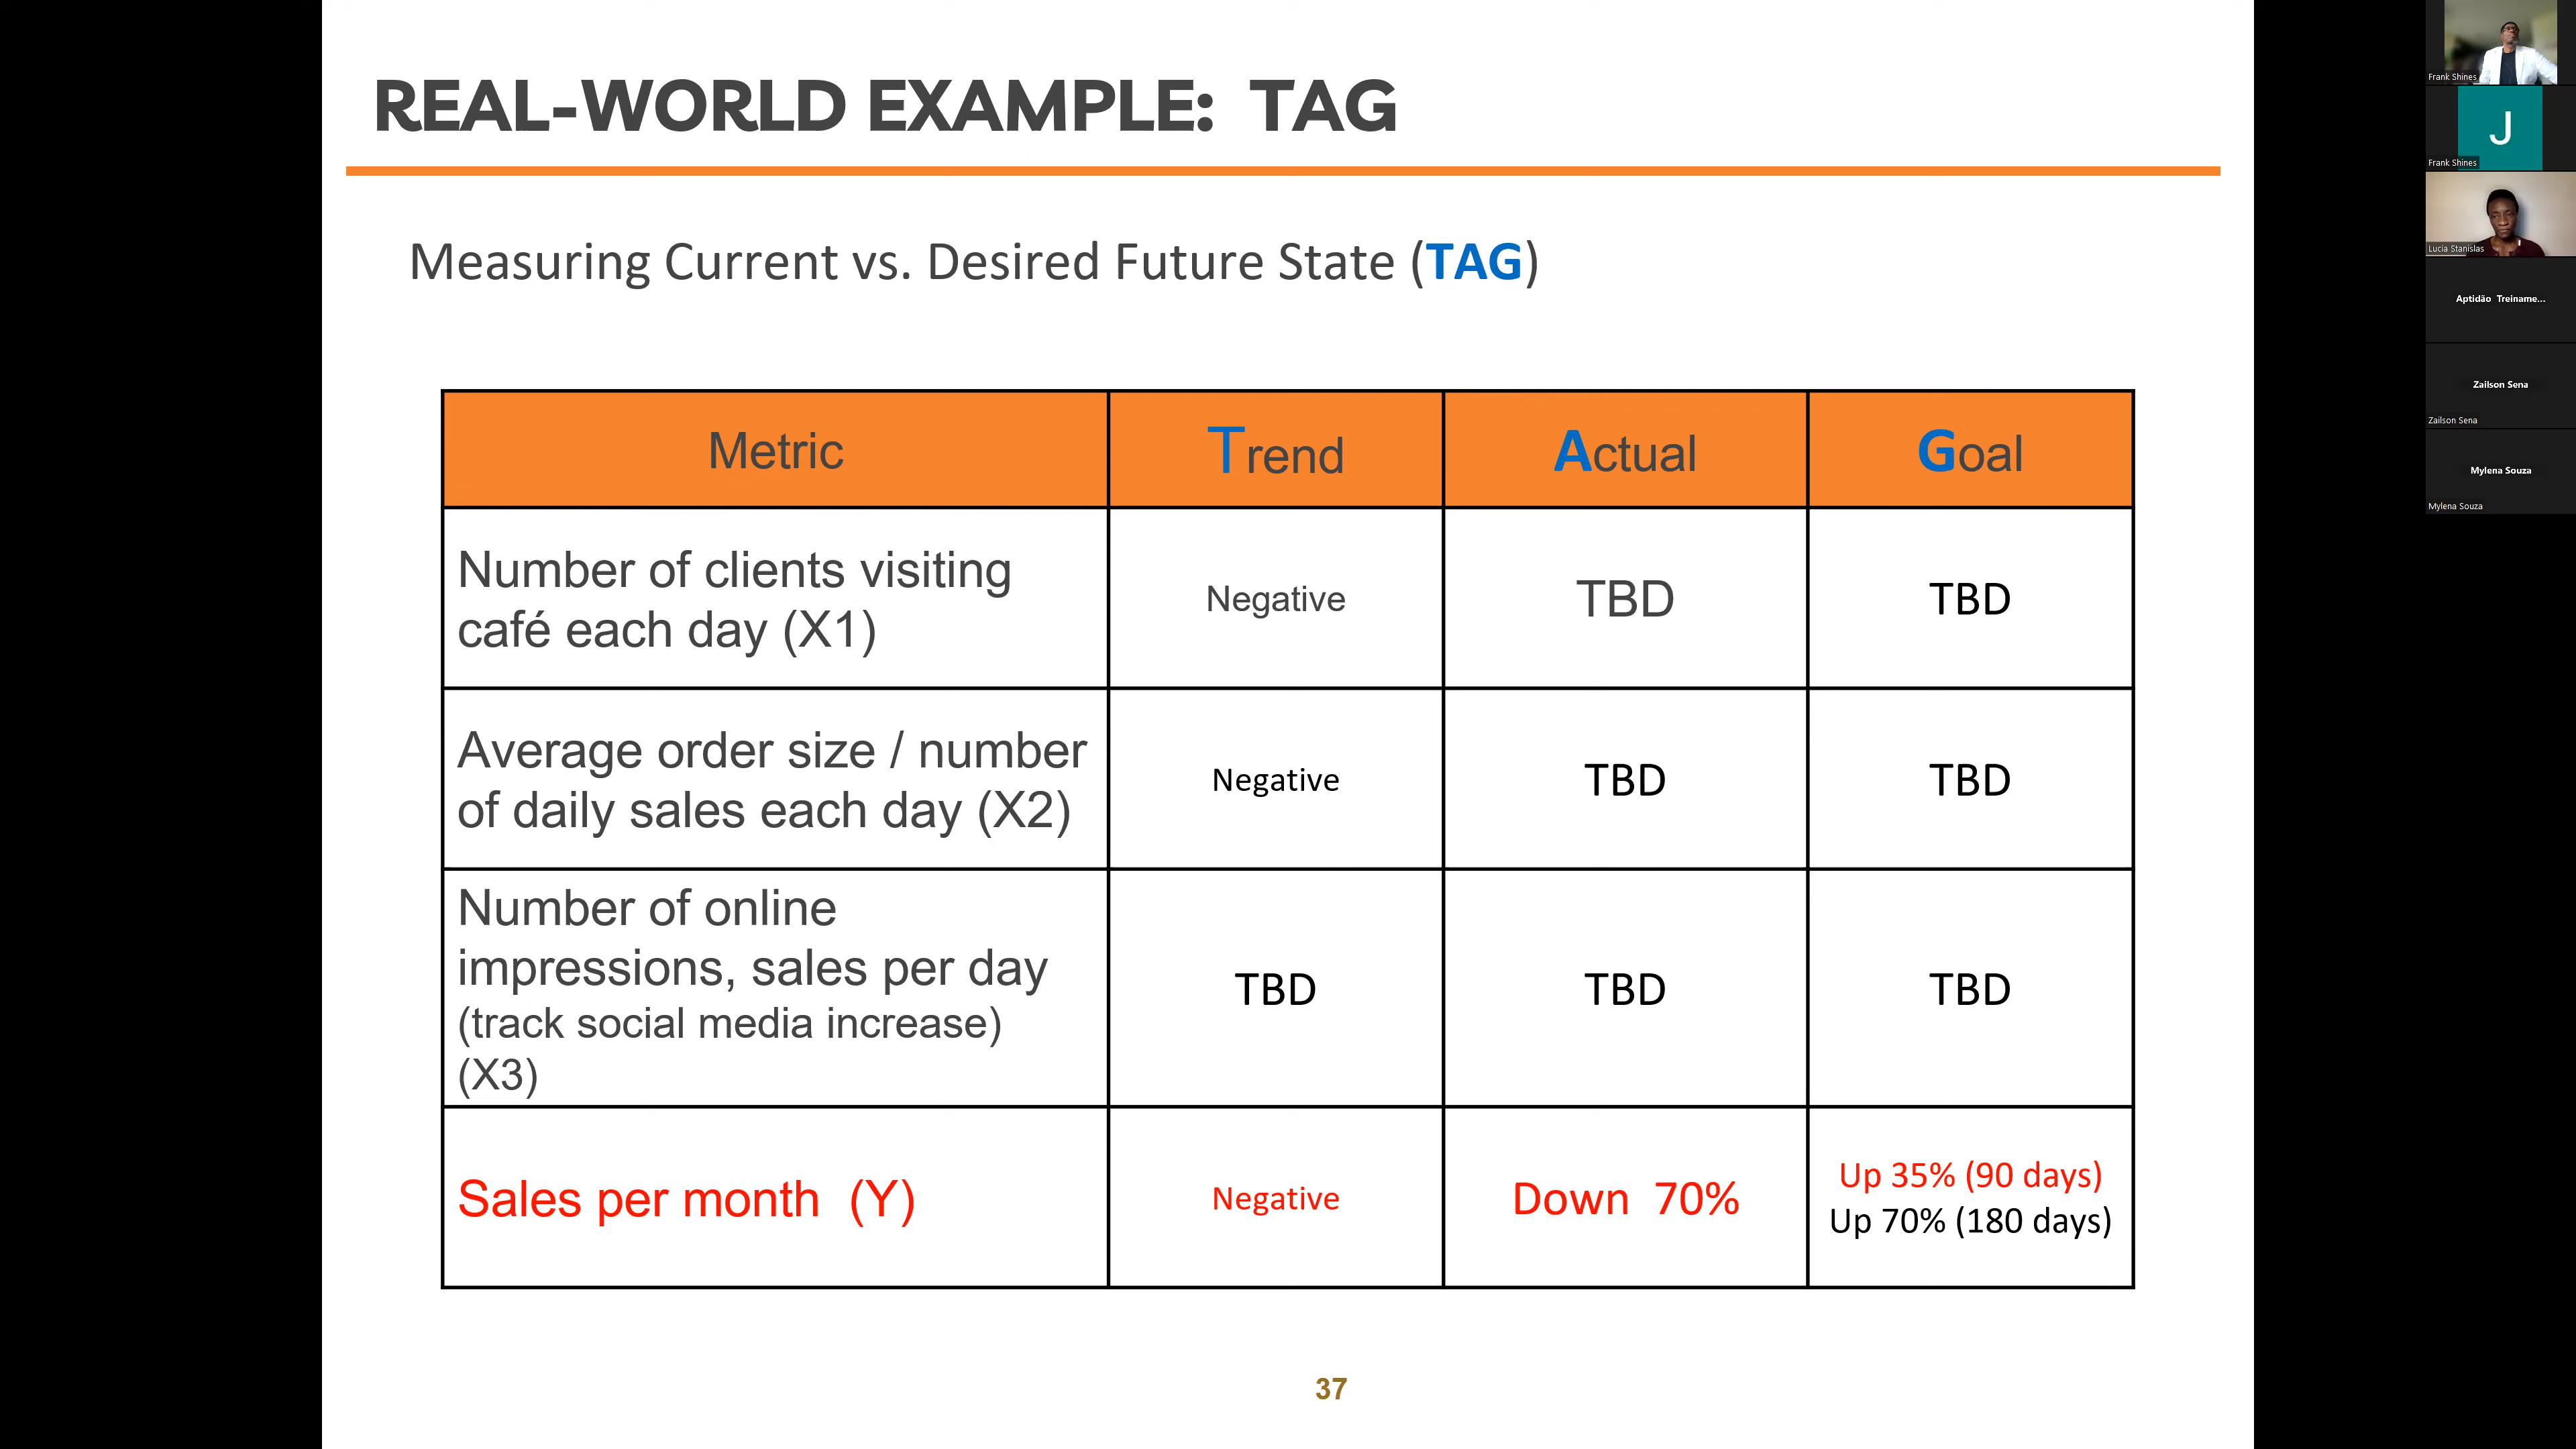 REAL-WORLD EXAMPLE: TAG
Measuring Current vs. Desired Future State (TAG)
Metric
Trend
Actual
Goal
Number of clients visiting
café each day (X1)
Negative
TBD
TBD
Average order size / number
of daily sales each day (X2)
Negative
TBD
TBD
Number of online
impressions, sales per day
(track social media increase)
(X3)
TBD
TBD
TBD
Sales per month (Y)
Negative
Down 70%
Up 35% (90 days)
Up 70% (180 days)
37
Frank Shines
J
Frank Shines
Lucia Stanislas
Aptidão Treiname...
Zailson Sena
Zailson Sena
Mylena Souza
Mylena Souza